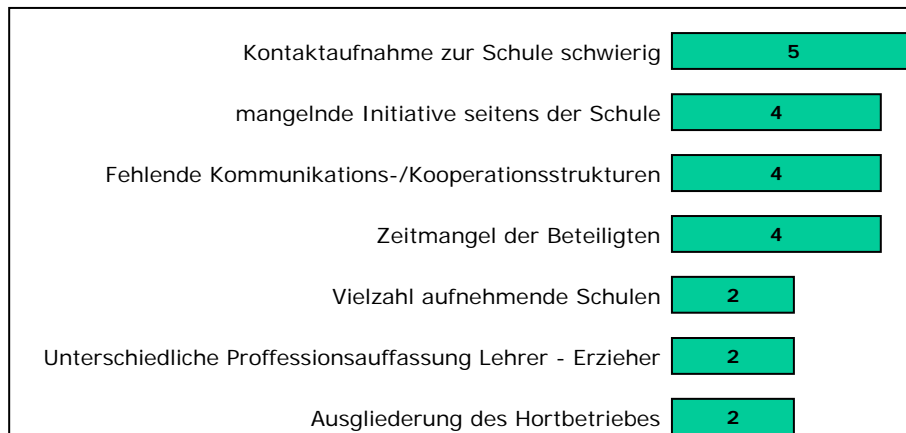 Kontaktaufnahme zur Schule schwierig 5
mangelnde Initiative seitens der Schule 4
Fehlende Kommunikations-/Kooperationsstrukturen 4
Zeitmangel der Beteiligten 4
Vielzahl aufnehmende Schulen 2
Unterschiedliche Proffessionsauffassung Lehrer - Erzieher 2
Ausgliederung des Hortbetriebes 2